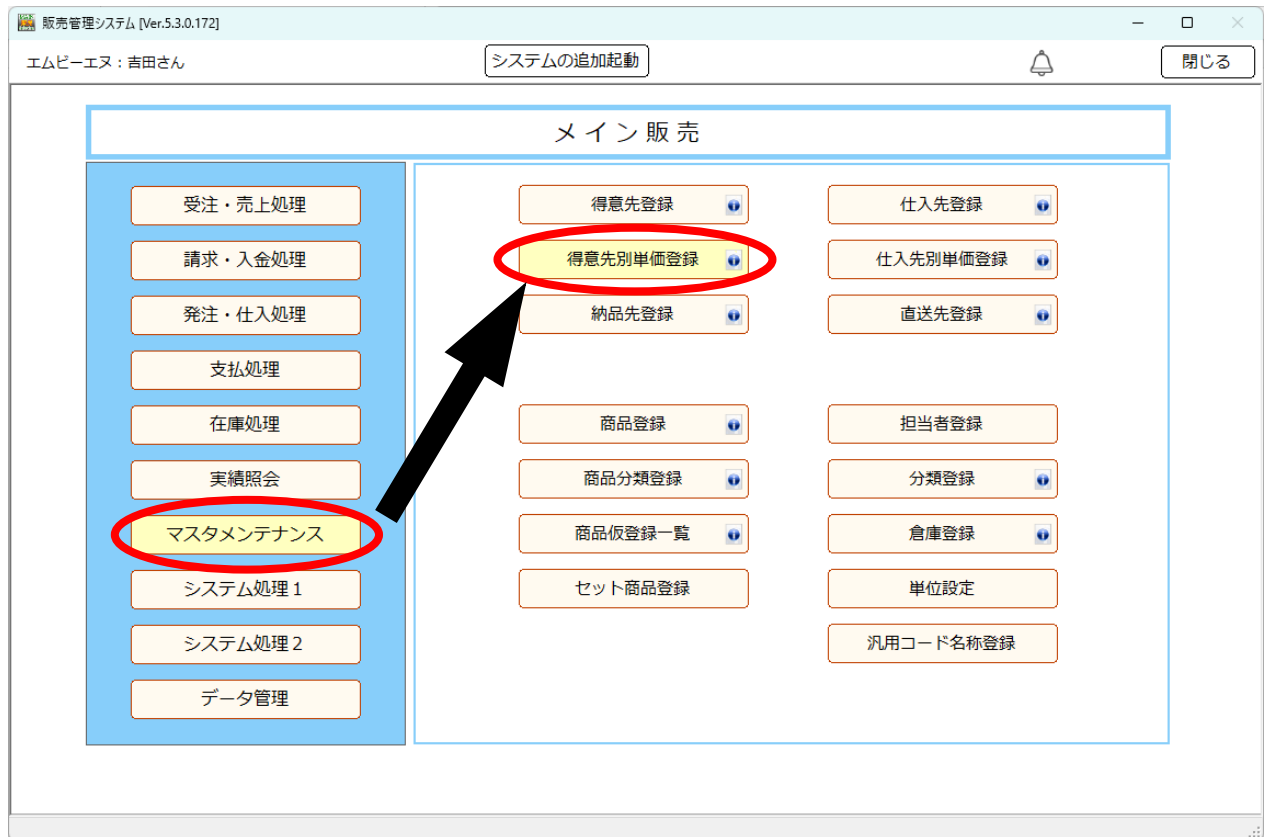 販売管理システム [Ver.5.3.0.172]
エムビーエヌ：吉田さん
システムの追加起動
閉じる
メイン販売
受注・売上処理
請求・入金処理
発注・仕入処理
支払処理
在庫処理
実績照会
マスタメンテナンス
システム処理１
システム処理２
データ管理
得意先登録
仕入先登録
得意先別単価登録
仕入先別単価登録
納品先登録
直送先登録
商品登録
担当者登録
商品分類登録
分類登録
商品仮登録一覧
倉庫登録
セット商品登録
単位設定
汎用コード名称登録